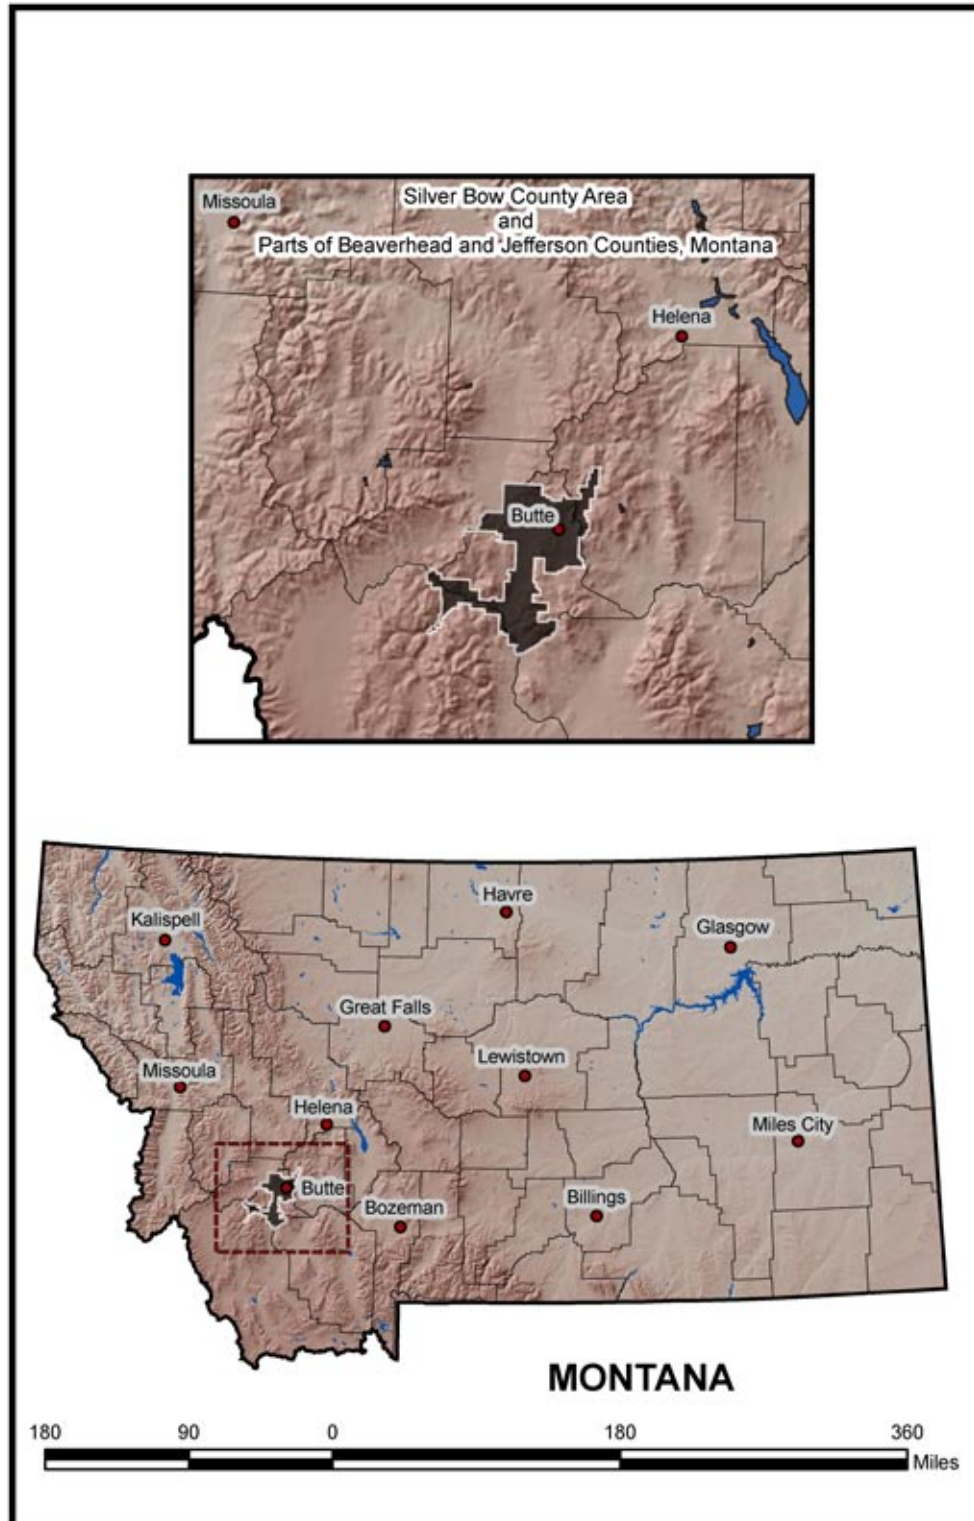 Silver Bow County Area
and
Parts of Beaverhead and Jefferson Counties, Montana
Missoula
Helena
Butte
Havre
Kalispell
Glasgow
Great Falls
Lewistown
Missoula
Helena
Miles City
Butte
Billings
Bozeman
MONTANA
180 90 0 180 360
Miles